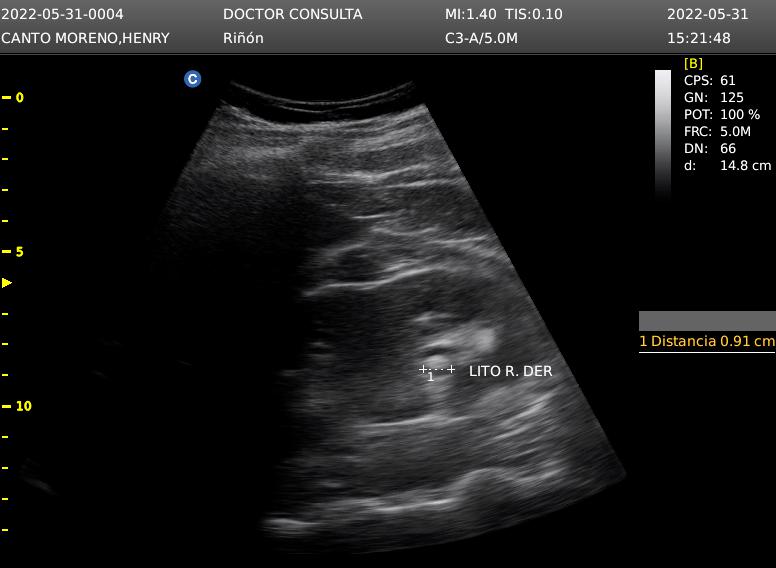 2022-05-31-0004 DOCTOR CONSULTA MI:1.40 TIS:0.10 2022-05-31
CANTO MORENO,HENRY Riñón C3-A/5.0M 15:21:48
C
[B]
CPS: 61
GN: 125
POT: 100 %
FRC: 5.0M
DN: 66
d: 14.8 cm
0
5
10
1 Distancia 0.91 cm
1
LITO R. DER